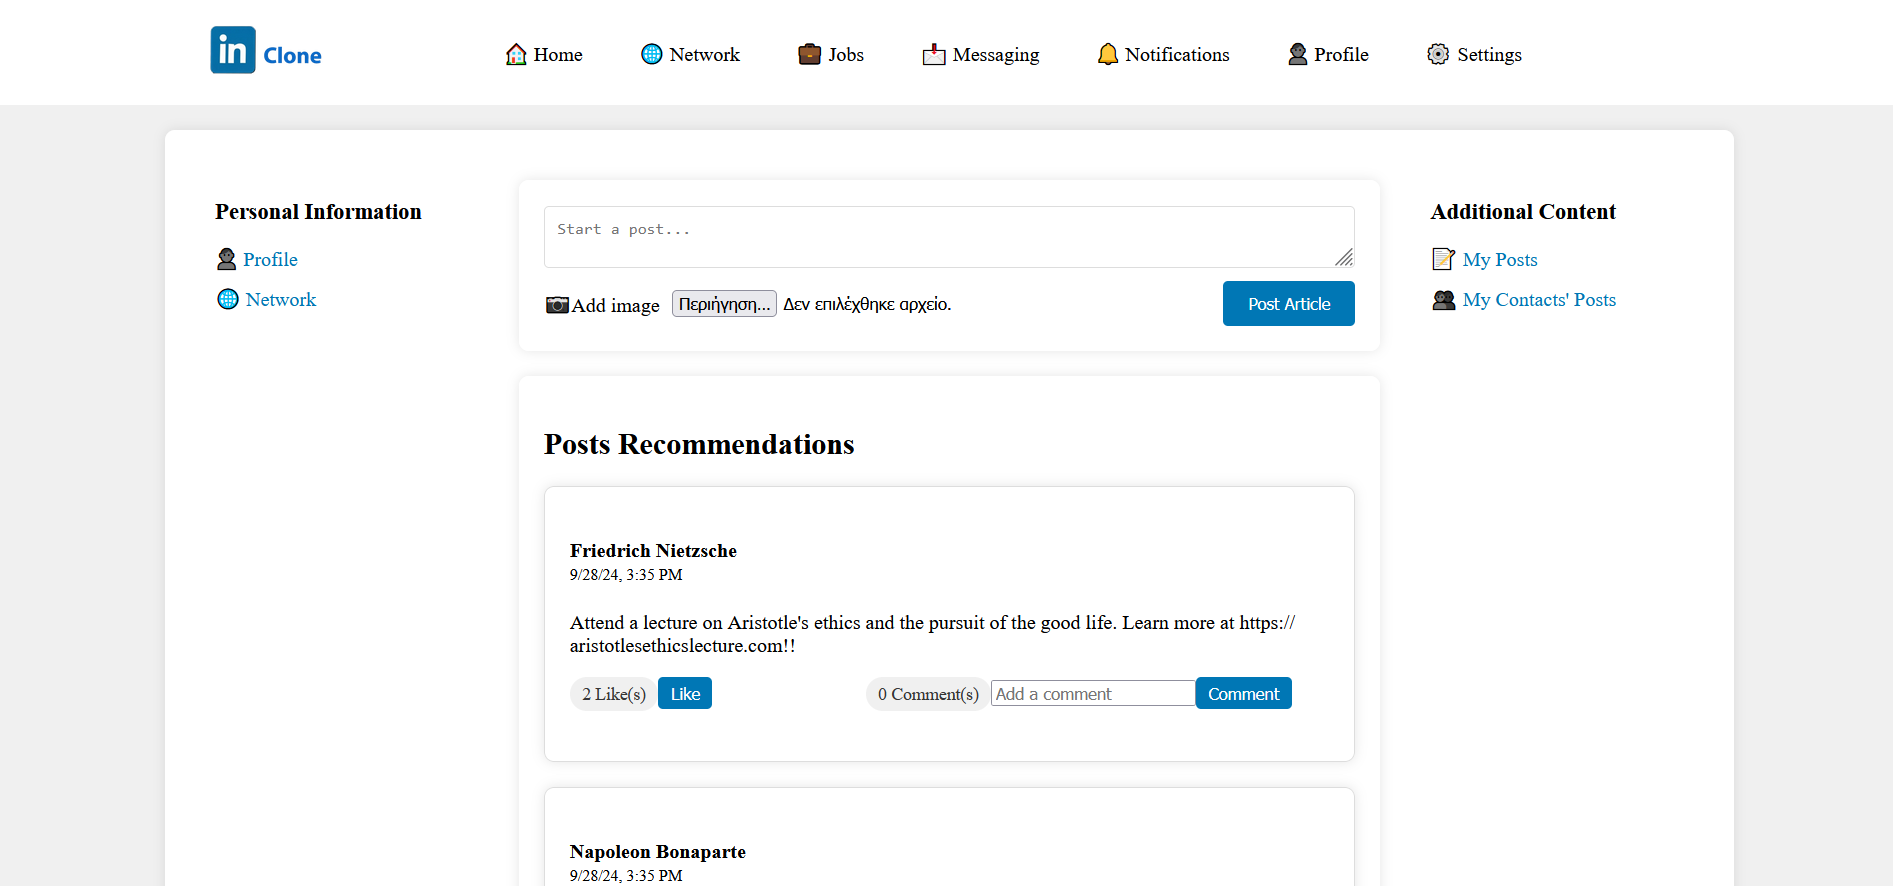 in Clone
Home Network Jobs Messaging Notifications Profile Settings
Personal Information
Profile
Network
Start a post...
Add image Περιήγηση... Δεν επιλέχθηκε αρχείο. Post Article
Posts Recommendations
Friedrich Nietzsche
9/28/24, 3:35 PM
Attend a lecture on Aristotle's ethics and the pursuit of the good life. Learn more at https://
aristotlesethicslecture.com!!
2 Like(s) Like 0 Comment(s) Add a comment Comment
Napoleon Bonaparte
9/28/24, 3:35 PM
Additional Content
My Posts
My Contacts' Posts